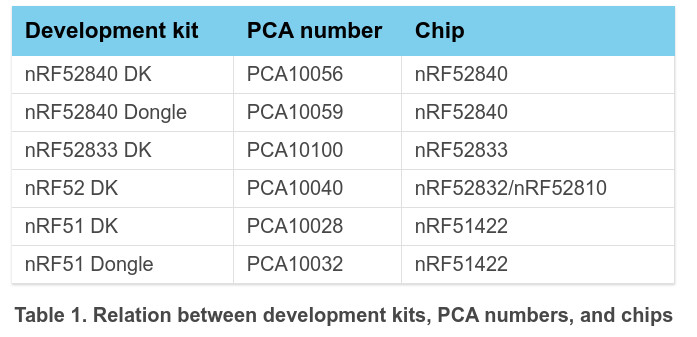 Development kit PCA number Chip
nRF52840 DK PCA10056 nRF52840
nRF52840 Dongle PCA10059 nRF52840
nRF52833 DK PCA10100 nRF52833
nRF52 DK PCA10040 nRF52832/nRF52810
nRF51 DK PCA10028 nRF51422
nRF51 Dongle PCA10032 nRF51422
Table 1. Relation between development kits, PCA numbers, and chips